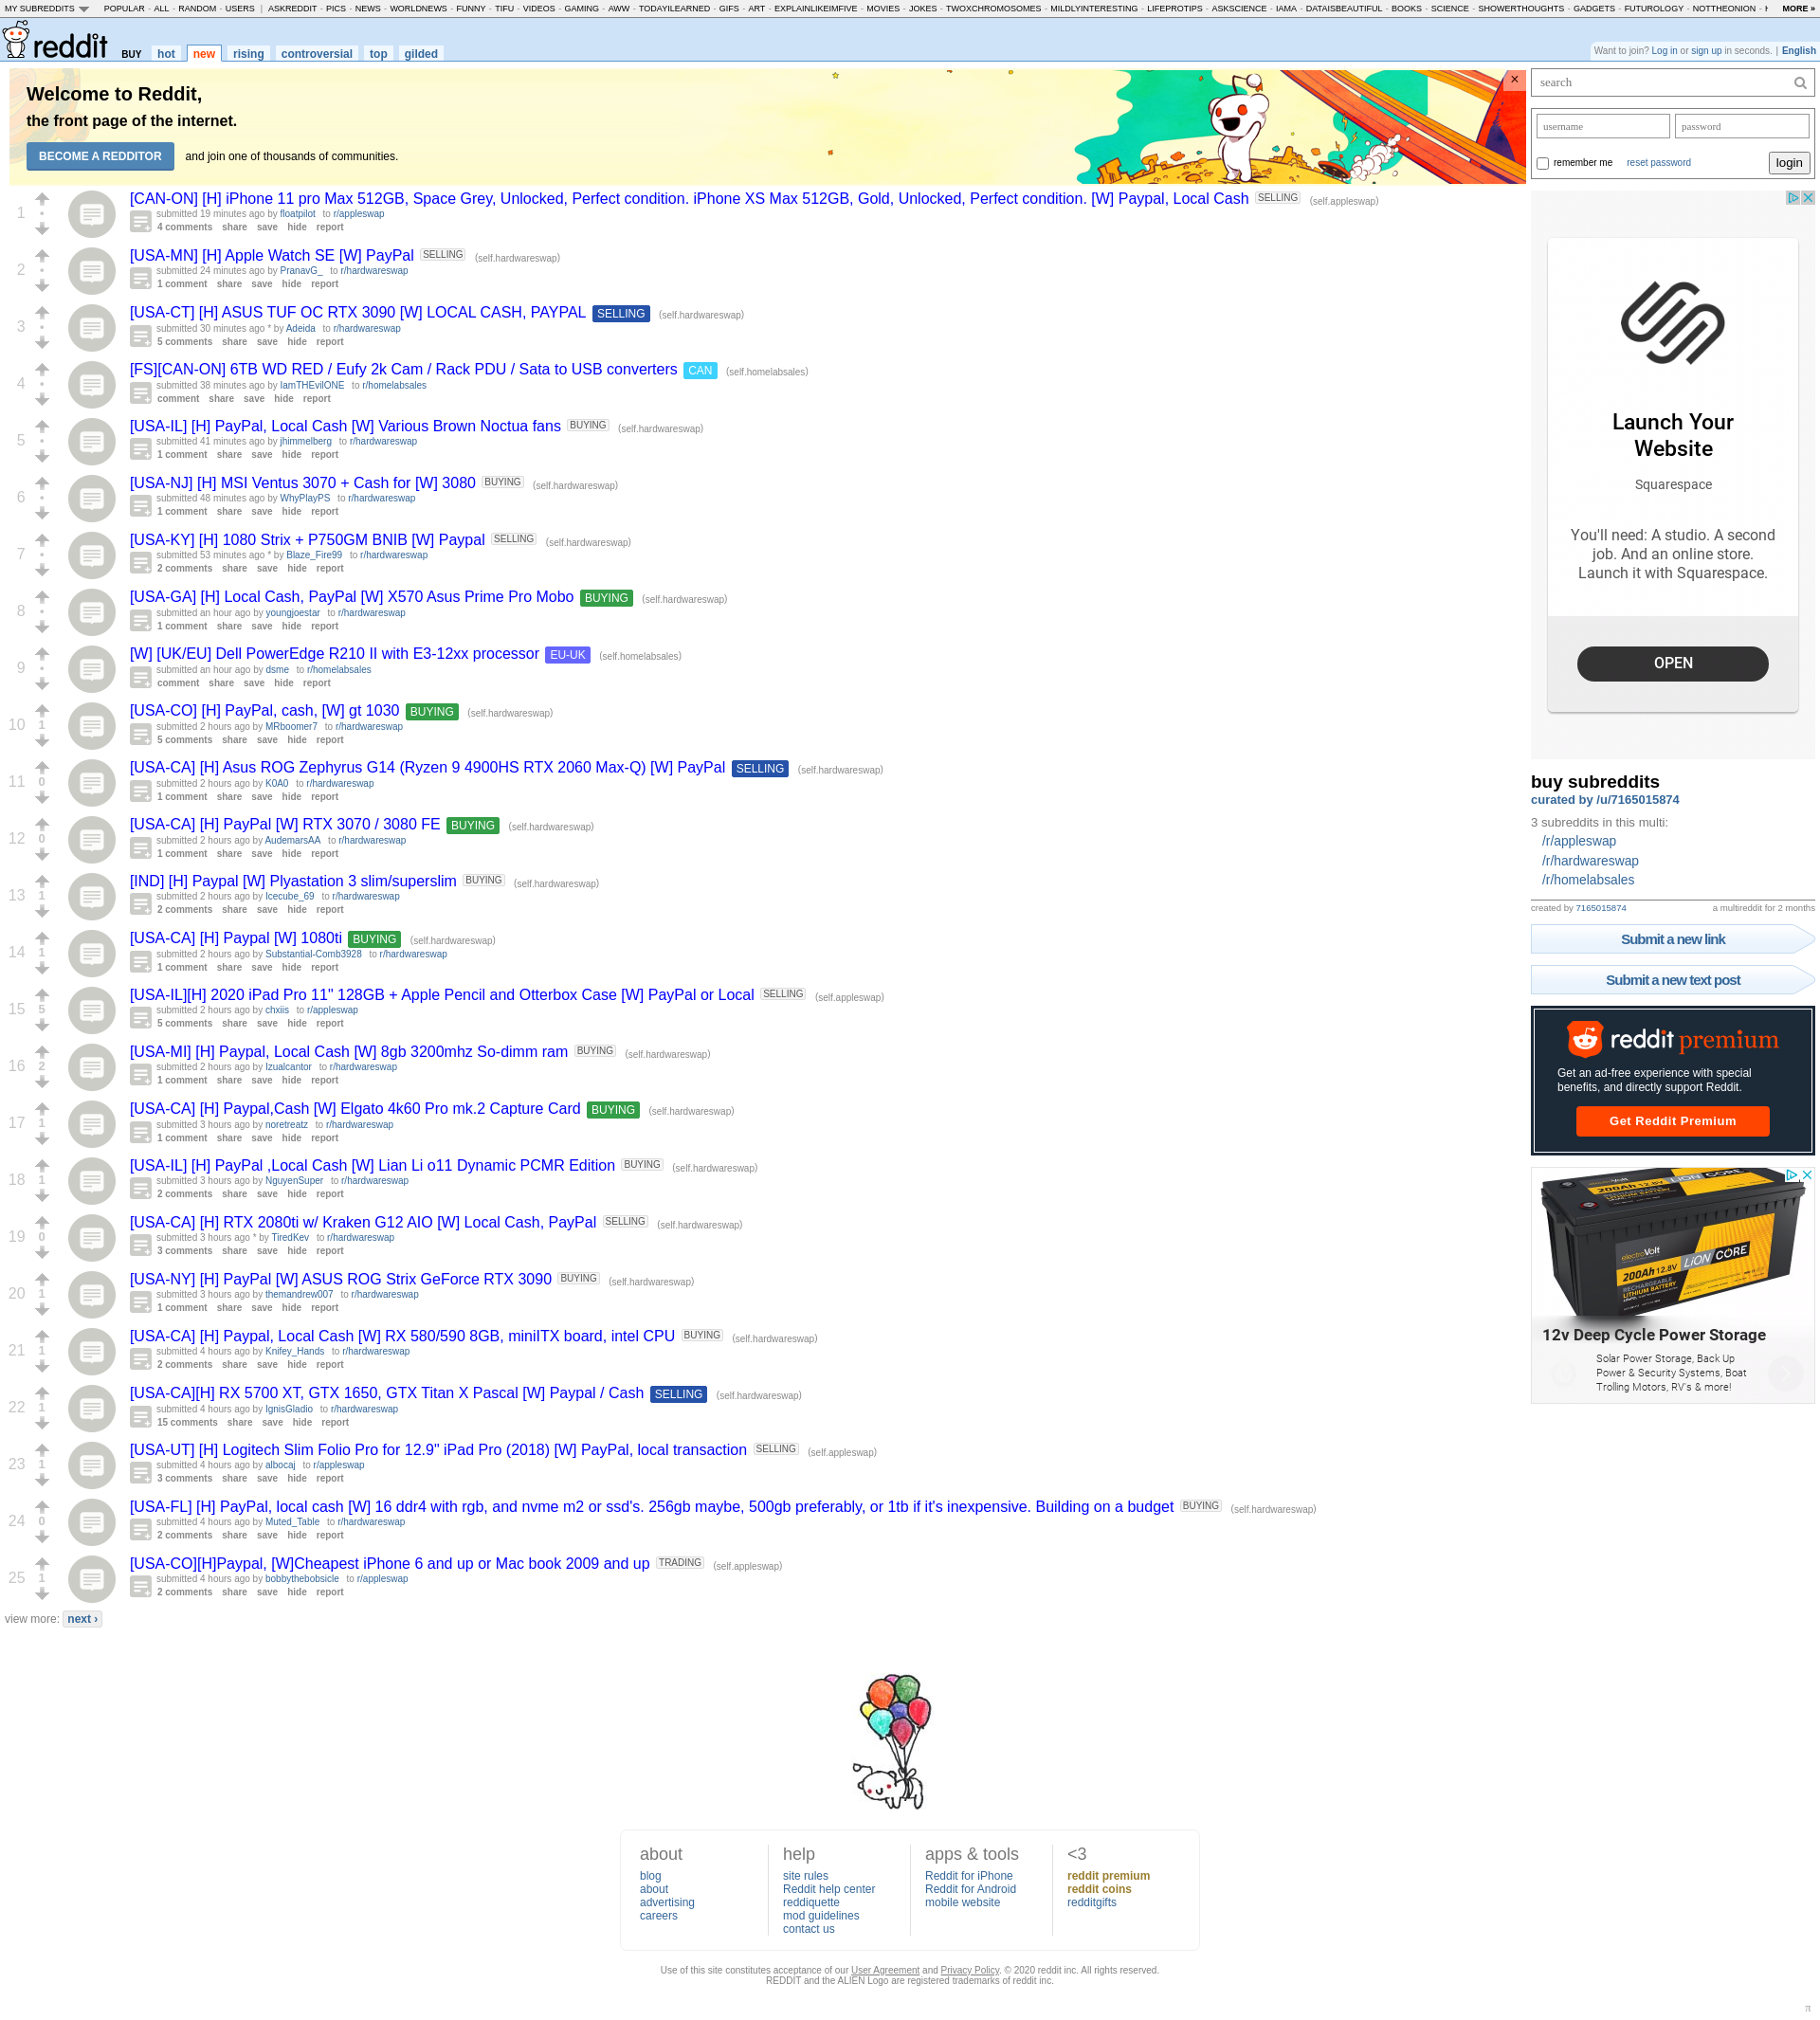 MY SUBREDDITS POPULAR - ALL - RANDOM - USERS | ASKREDDIT - PICS - NEWS - WORLDNEWS - FUNNY - TIFU - VIDEOS - GAMING - AWW - TODAYILEARNED - GIFS - ART - EXPLAINLIKEIMFIVE - MOVIES - JOKES - TWOXCHROMOSOMES - MILDLYINTERESTING - LIFEPROTIPS - ASKSCIENCE - IAMA - DATAISBEAUTIFUL - BOOKS - SCIENCE - SHOWERTHOUGHTS - GADGETS - FUTUROLOGY - NOTTHEONION - MORE »
reddit BUY hot new rising controversial top gilded
Want to join? Log in or sign up in seconds. | English
Welcome to Reddit,
the front page of the internet.
BECOME A REDDITOR and join one of thousands of communities.
×
1
[CAN-ON] [H] iPhone 11 pro Max 512GB, Space Grey, Unlocked, Perfect condition. iPhone XS Max 512GB, Gold, Unlocked, Perfect condition. [W] Paypal, Local Cash SELLING (self.appleswap)
submitted 19 minutes ago by floatpilot to r/appleswap
4 comments share save hide report
2
[USA-MN] [H] Apple Watch SE [W] PayPal SELLING (self.hardwareswap)
submitted 24 minutes ago by PranavG_ to r/hardwareswap
1 comment share save hide report
3
[USA-CT] [H] ASUS TUF OC RTX 3090 [W] LOCAL CASH, PAYPAL SELLING (self.hardwareswap)
submitted 30 minutes ago * by Adeida to r/hardwareswap
5 comments share save hide report
4
[FS][CAN-ON] 6TB WD RED / Eufy 2k Cam / Rack PDU / Sata to USB converters CAN (self.homelabsales)
submitted 38 minutes ago by IamTHEvilONE to r/homelabsales
comment share save hide report
5
[USA-IL] [H] PayPal, Local Cash [W] Various Brown Noctua fans BUYING (self.hardwareswap)
submitted 41 minutes ago by jhimmelberg to r/hardwareswap
1 comment share save hide report
6
[USA-NJ] [H] MSI Ventus 3070 + Cash for [W] 3080 BUYING (self.hardwareswap)
submitted 48 minutes ago by WhyPlayPS to r/hardwareswap
1 comment share save hide report
7
[USA-KY] [H] 1080 Strix + P750GM BNIB [W] Paypal SELLING (self.hardwareswap)
submitted 53 minutes ago * by Blaze_Fire99 to r/hardwareswap
2 comments share save hide report
8
[USA-GA] [H] Local Cash, PayPal [W] X570 Asus Prime Pro Mobo BUYING (self.hardwareswap)
submitted an hour ago by youngjoestar to r/hardwareswap
1 comment share save hide report
9
[W] [UK/EU] Dell PowerEdge R210 II with E3-12xx processor EU-UK (self.homelabsales)
submitted an hour ago by dsme to r/homelabsales
comment share save hide report
10 1
[USA-CO] [H] PayPal, cash, [W] gt 1030 BUYING (self.hardwareswap)
submitted 2 hours ago by MRboomer7 to r/hardwareswap
5 comments share save hide report
11 0
[USA-CA] [H] Asus ROG Zephyrus G14 (Ryzen 9 4900HS RTX 2060 Max-Q) [W] PayPal SELLING (self.hardwareswap)
submitted 2 hours ago by K0A0 to r/hardwareswap
1 comment share save hide report
12 0
[USA-CA] [H] PayPal [W] RTX 3070 / 3080 FE BUYING (self.hardwareswap)
submitted 2 hours ago by AudemarsAA to r/hardwareswap
1 comment share save hide report
13 1
[IND] [H] Paypal [W] Plyastation 3 slim/superslim BUYING (self.hardwareswap)
submitted 2 hours ago by Icecube_69 to r/hardwareswap
2 comments share save hide report
14 1
[USA-CA] [H] Paypal [W] 1080ti BUYING (self.hardwareswap)
submitted 2 hours ago by Substantial-Comb3928 to r/hardwareswap
1 comment share save hide report
15 5
[USA-IL][H] 2020 iPad Pro 11" 128GB + Apple Pencil and Otterbox Case [W] PayPal or Local SELLING (self.appleswap)
submitted 2 hours ago by chxiis to r/appleswap
5 comments share save hide report
16 2
[USA-MI] [H] Paypal, Local Cash [W] 8gb 3200mhz So-dimm ram BUYING (self.hardwareswap)
submitted 2 hours ago by Izualcantor to r/hardwareswap
1 comment share save hide report
17 1
[USA-CA] [H] Paypal,Cash [W] Elgato 4k60 Pro mk.2 Capture Card BUYING (self.hardwareswap)
submitted 3 hours ago by noretreatz to r/hardwareswap
1 comment share save hide report
18 1
[USA-IL] [H] PayPal ,Local Cash [W] Lian Li o11 Dynamic PCMR Edition BUYING (self.hardwareswap)
submitted 3 hours ago by NguyenSuper to r/hardwareswap
2 comments share save hide report
19 0
[USA-CA] [H] RTX 2080ti w/ Kraken G12 AIO [W] Local Cash, PayPal SELLING (self.hardwareswap)
submitted 3 hours ago * by TiredKev to r/hardwareswap
3 comments share save hide report
20 1
[USA-NY] [H] PayPal [W] ASUS ROG Strix GeForce RTX 3090 BUYING (self.hardwareswap)
submitted 3 hours ago by themandrew007 to r/hardwareswap
1 comment share save hide report
21 1
[USA-CA] [H] Paypal, Local Cash [W] RX 580/590 8GB, miniITX board, intel CPU BUYING (self.hardwareswap)
submitted 4 hours ago by Knifey_Hands to r/hardwareswap
2 comments share save hide report
22 1
[USA-CA][H] RX 5700 XT, GTX 1650, GTX Titan X Pascal [W] Paypal / Cash SELLING (self.hardwareswap)
submitted 4 hours ago by IgnisGladio to r/hardwareswap
15 comments share save hide report
23 1
[USA-UT] [H] Logitech Slim Folio Pro for 12.9" iPad Pro (2018) [W] PayPal, local transaction SELLING (self.appleswap)
submitted 4 hours ago by albocaj to r/appleswap
3 comments share save hide report
24 0
[USA-FL] [H] PayPal, local cash [W] 16 ddr4 with rgb, and nvme m2 or ssd's. 256gb maybe, 500gb preferably, or 1tb if it's inexpensive. Building on a budget BUYING (self.hardwareswap)
submitted 4 hours ago by Muted_Table to r/hardwareswap
2 comments share save hide report
25 1
[USA-CO][H]Paypal, [W]Cheapest iPhone 6 and up or Mac book 2009 and up TRADING (self.appleswap)
submitted 4 hours ago by bobbythebobsicle to r/appleswap
2 comments share save hide report
view more: next ›
search
username password
remember me reset password login
Launch Your
Website
Squarespace
You'll need: A studio. A second
job. And an online store.
Launch it with Squarespace.
OPEN
buy subreddits
curated by /u/7165015874
3 subreddits in this multi:
/r/appleswap
/r/hardwareswap
/r/homelabsales
created by 7165015874 a multireddit for 2 months
Submit a new link
Submit a new text post
reddit premium
Get an ad-free experience with special
benefits, and directly support Reddit.
Get Reddit Premium
200Ah 12.8V LION CORE
electroVolt
LION CORE
200Ah 12.8V
RECHARGEABLE
LITHIUM BATTERY
12v Deep Cycle Power Storage
Solar Power Storage, Back Up
Power & Security Systems, Boat
Trolling Motors, RV's & more!
about
blog
about
advertising
careers
help
site rules
Reddit help center
reddiquette
mod guidelines
contact us
apps & tools
Reddit for iPhone
Reddit for Android
mobile website
<3
reddit premium
reddit coins
redditgifts
Use of this site constitutes acceptance of our User Agreement and Privacy Policy. © 2020 reddit inc. All rights reserved.
REDDIT and the ALIEN Logo are registered trademarks of reddit inc.
π